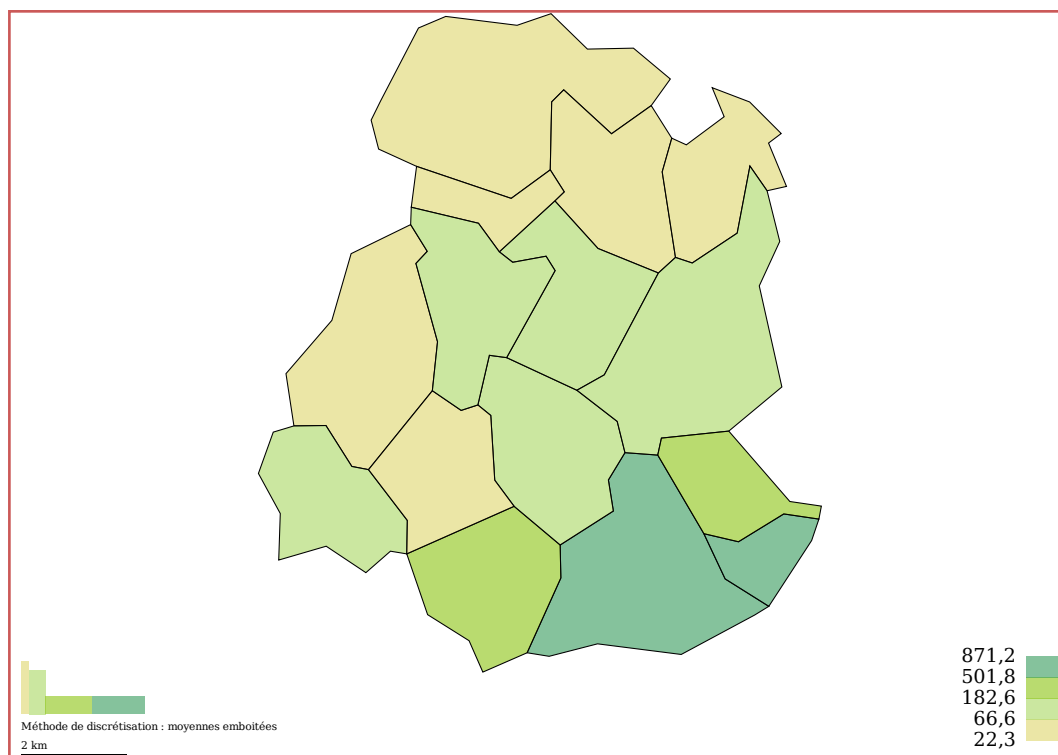 871,2
501,8
182,6
66,6
22,3
Méthode de discrétisation : moyennes emboitées
2 km